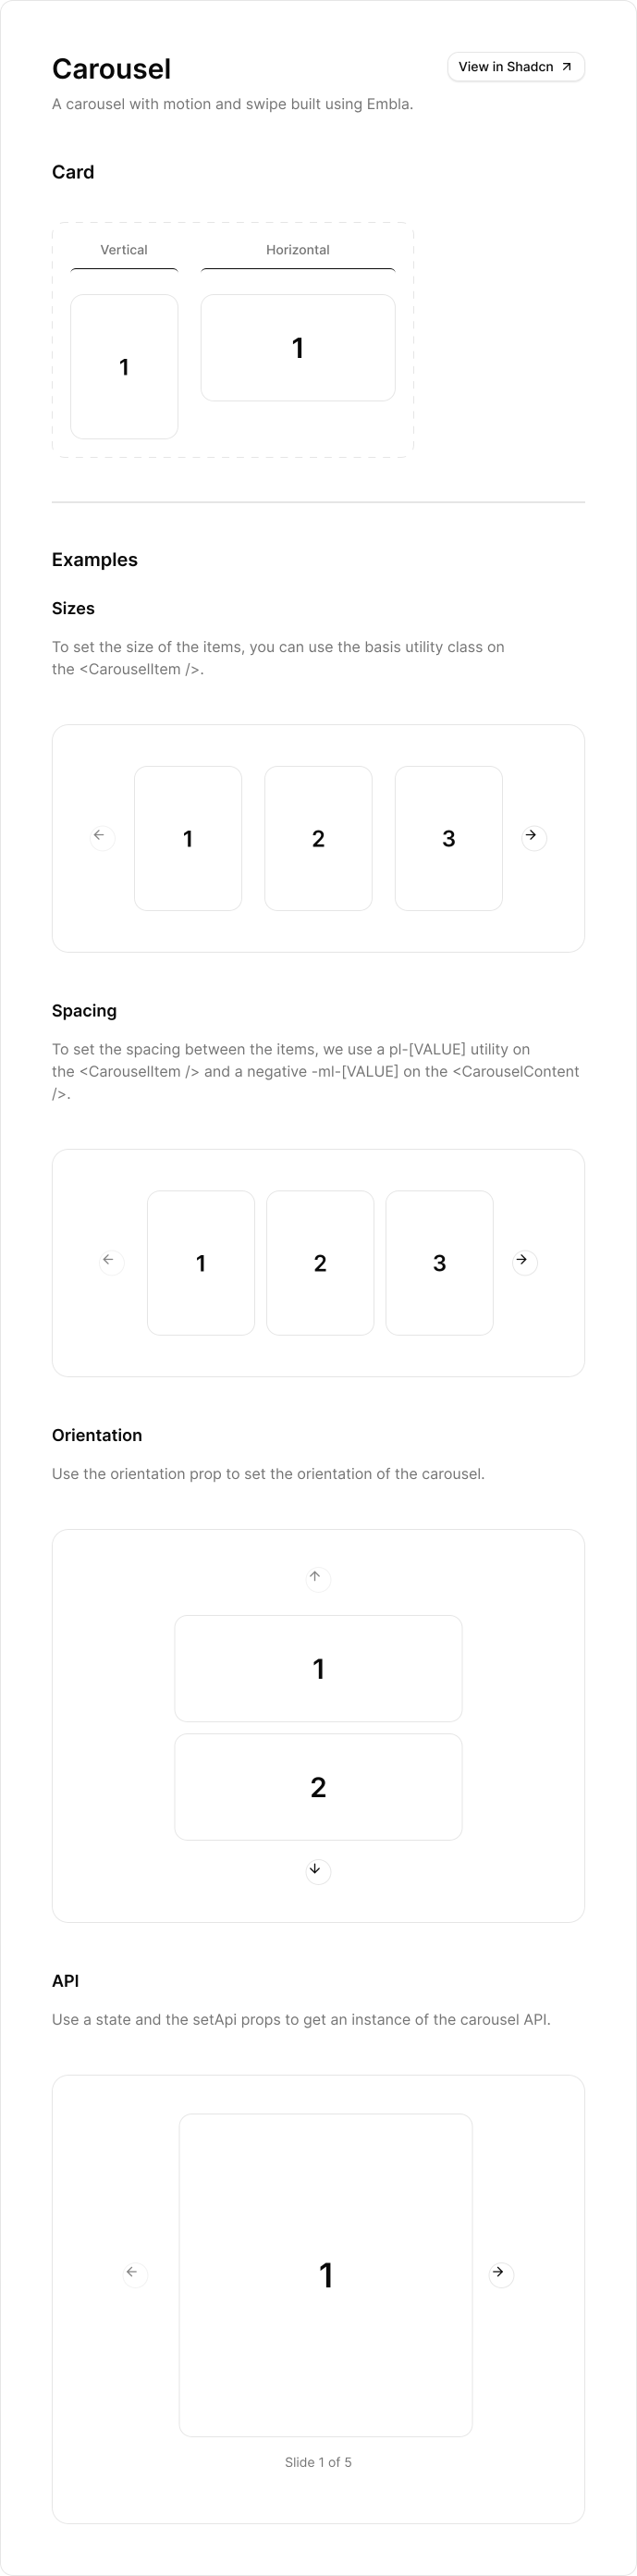 Carousel
View in Shadcn
A carousel with motion and swipe built using Embla.
Card
Vertical
Horizontal
1
1
Examples
Sizes
To set the size of the items, you can use the basis utility class on
the <CarouselItem />.
1
2
3
Spacing
To set the spacing between the items, we use a pl-[VALUE] utility on
the <CarouselItem /> and a negative -ml-[VALUE] on the <CarouselContent
/>.
1
2
3
Orientation
Use the orientation prop to set the orientation of the carousel.
1
2
API
Use a state and the setApi props to get an instance of the carousel API.
1
Slide 1 of 5